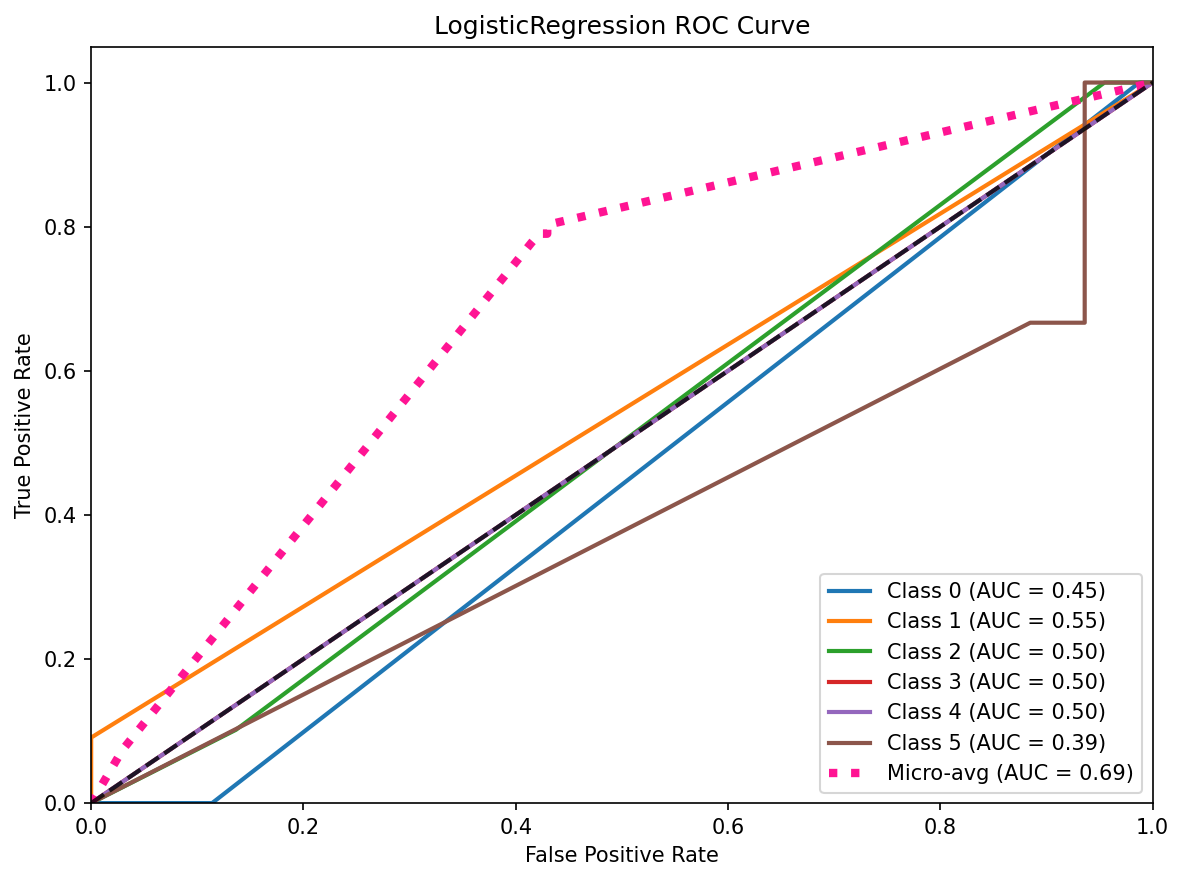 LogisticRegression ROC Curve
True Positive Rate
1.0
0.8
0.6
0.4
0.2
0.0
0.0 0.2 0.4 0.6 0.8 1.0
False Positive Rate
Class 0 (AUC = 0.45)
Class 1 (AUC = 0.55)
Class 2 (AUC = 0.50)
Class 3 (AUC = 0.50)
Class 4 (AUC = 0.50)
Class 5 (AUC = 0.39)
Micro-avg (AUC = 0.69)